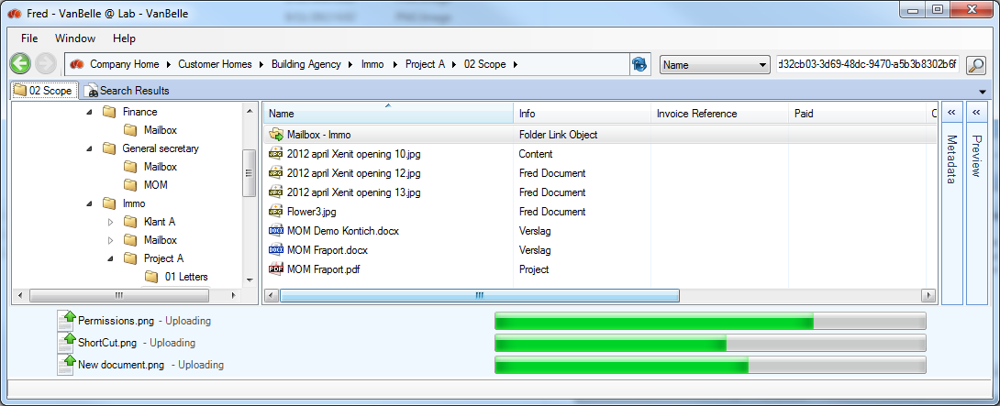 Fred - VanBelle @ Lab - VanBelle
File Window Help
Company Home Customer Homes Building Agency Immo Project A 02 Scope
Name
d32cb03-3d69-48dc-9470-a5b3b8302b6f
02 Scope Search Results
Finance
Mailbox
General secretary
Mailbox
MOM
Immo
Klant A
Mailbox
Project A
01 Letters
Name Info Invoice Reference Paid
Mailbox - Immo Folder Link Object
2012 april Xenit opening 10.jpg Content
2012 april Xenit opening 12.jpg Fred Document
2012 april Xenit opening 13.jpg Fred Document
Flower3.jpg Fred Document
MOM Demo Kontich.docx Verslag
MOM Fraport.docx Verslag
MOM Fraport.pdf Project
Metadata
Preview
Permissions.png - Uploading
ShortCut.png - Uploading
New document.png - Uploading